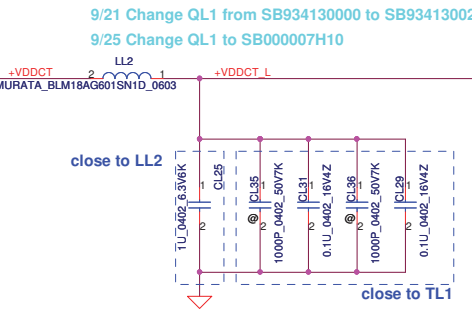 9/21 Change QL1 from SB934130000 to SB93413002
9/25 Change QL1 to SB000007H10
LL2
+VDDCT 2 1 +VDDCT_L
MURATA_BLM18AG601SN1D_0603
close to LL2
1U_0402_6.3V6K
1
2
CL25
CL35
1
@ 2
1000P_0402_50V7K
CL31
1
2
0.1U_0402_16V4Z
CL36
1
@ 2
1000P_0402_50V7K
CL29
1
2
0.1U_0402_16V4Z
close to TL1